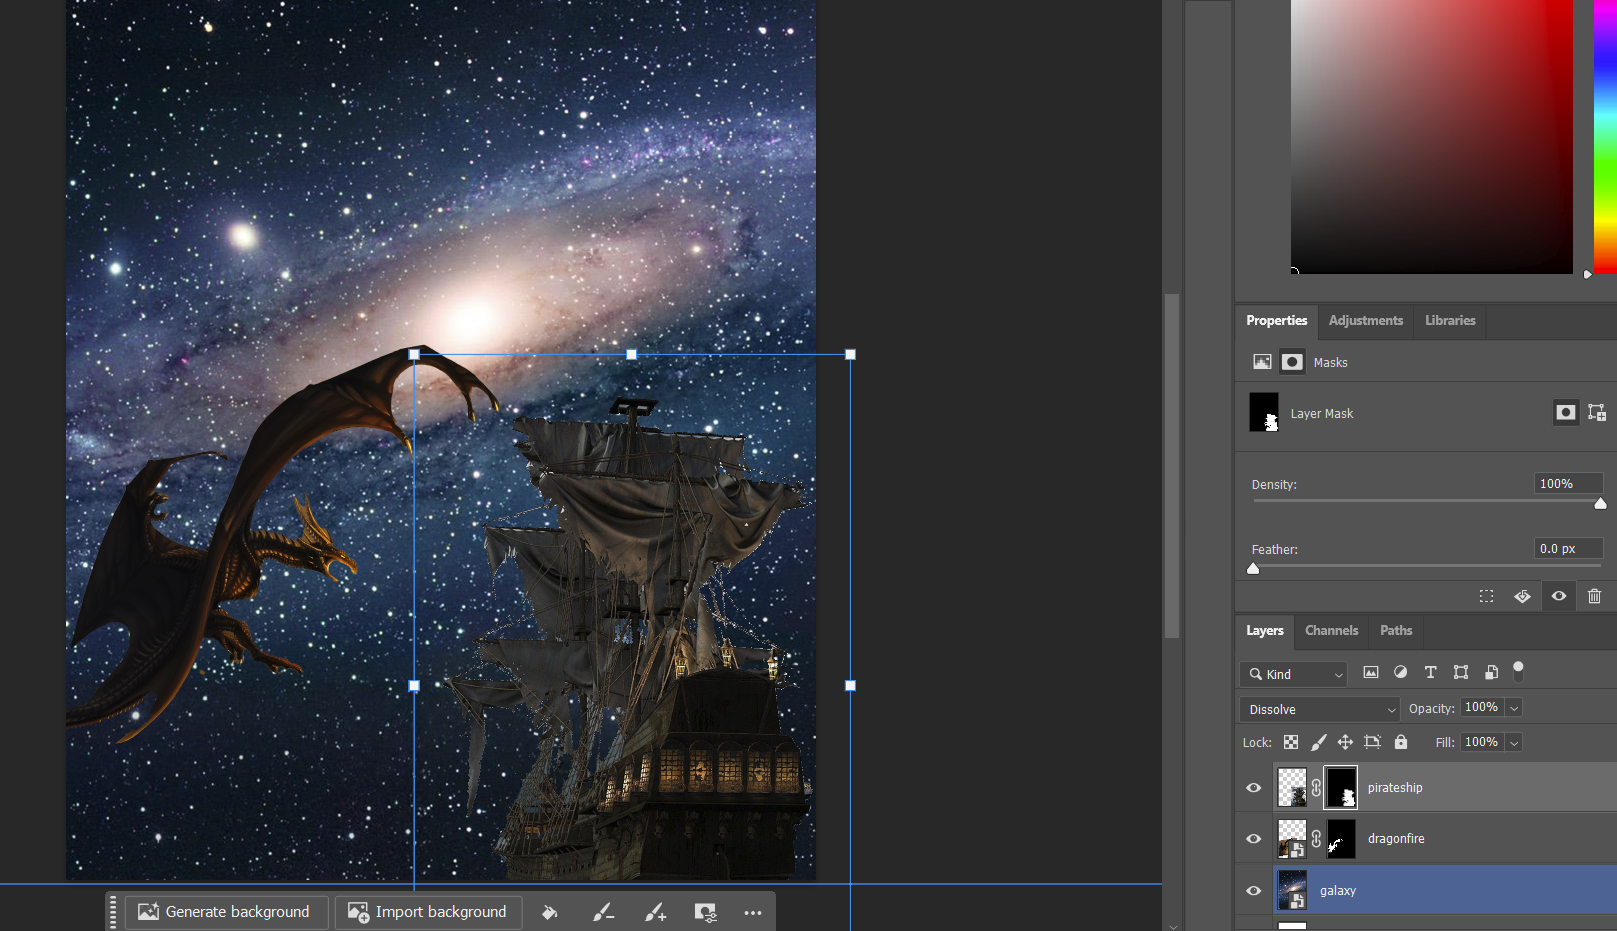 Properties Adjustments Libraries
Masks
Layer Mask
Density: 100%
Feather: 0.0 px
Layers Channels Paths
Kind
Dissolve Opacity: 100%
Lock: Fill: 100%
pirateship
dragonfire
galaxy
Generate background Import background